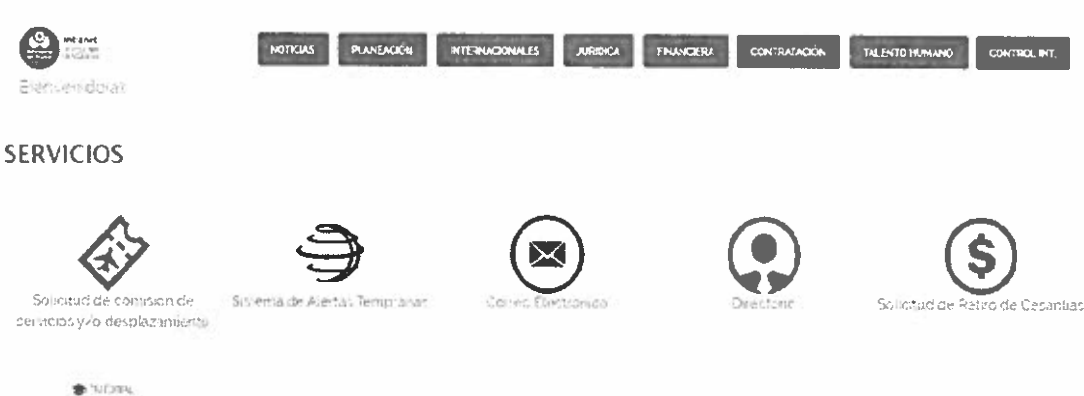 Intranet
NOTICIAS
PLANEACIÓN
INTERNACIONALES
JURIDICA
FINANCIERA
CONTRATACIÓN
TALENTO HUMANO
CONTROL INT.
SERVICIOS
Solicitud de comision de
servicios y/o desplazamiento
Sistema de Alertas Tempranas
Correo Electronico
Directorio
Solicitud de Retiro de Cesantias